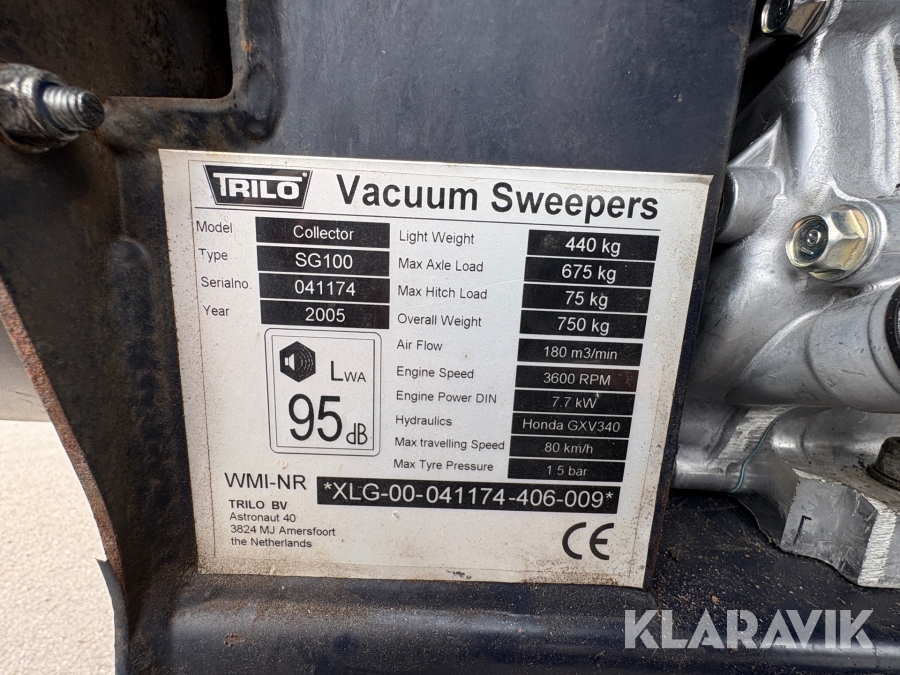 TRILO Vacuum Sweepers
Model Collector
Type SG100
Serialno. 041174
Year 2005
Light Weight 440 kg
Max Axle Load 675 kg
Max Hitch Load 75 kg
Overall Weight 750 kg
Air Flow 180 m3/min
Engine Speed 3600 RPM
Engine Power DIN 7.7 kW
Hydraulics Honda GXV340
Max travelling Speed 80 km/h
Max Tyre Pressure 1.5 bar
LWA
95 dB
WMI-NR *XLG-00-041174-406-009*
TRILO BV
Astronaut 40
3824 MJ Amersfoort
the Netherlands
CE
KLARAVIK